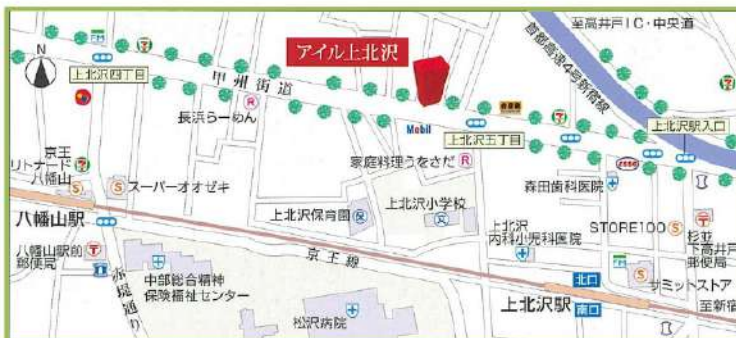 至高井戸IC・中央道
首都高速4号新宿線
アイル上北沢
N
上北沢四丁目
甲州街道
長浜らーめん
R
Mobil
上北沢五丁目
上北沢駅入口
家庭料理うをさだ
R
京王
リトナード
八幡山
S
S
スーパーオオゼキ
森田歯科医院
上北沢小学校
上北沢保育園
上北沢
内科小児科医院
STORE100
S
杉並
下高井戸
郵便局
八幡山駅
八幡山駅前
郵便局
赤堤通り
中部総合精神
保険福祉センター
京王線
松沢病院
北口
上北沢駅
南口
S
サミットストア
至新宿